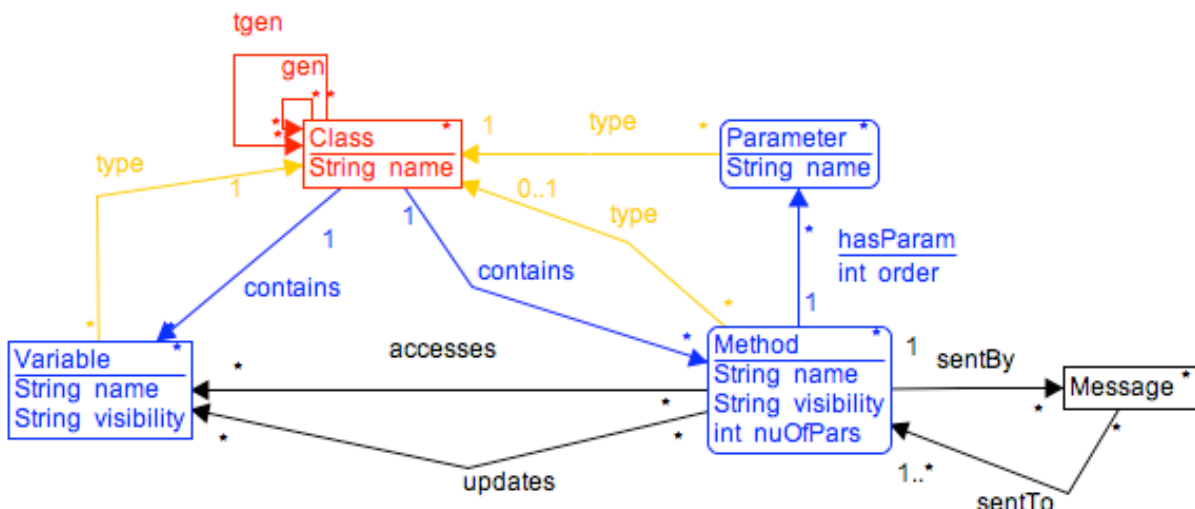 tgen
gen
* *
*
*
Class *
String name
type
1
1 type *
Parameter *
String name
0..1
type
1
1
contains
contains
*
hasParam
int order
1
*
*
*
*
Variable *
String name
String visibility
*
accesses
*
*
updates
*
Method *
String name
String visibility
int nuOfPars
1
sentBy
*
Message *
*
1..*
sentTo